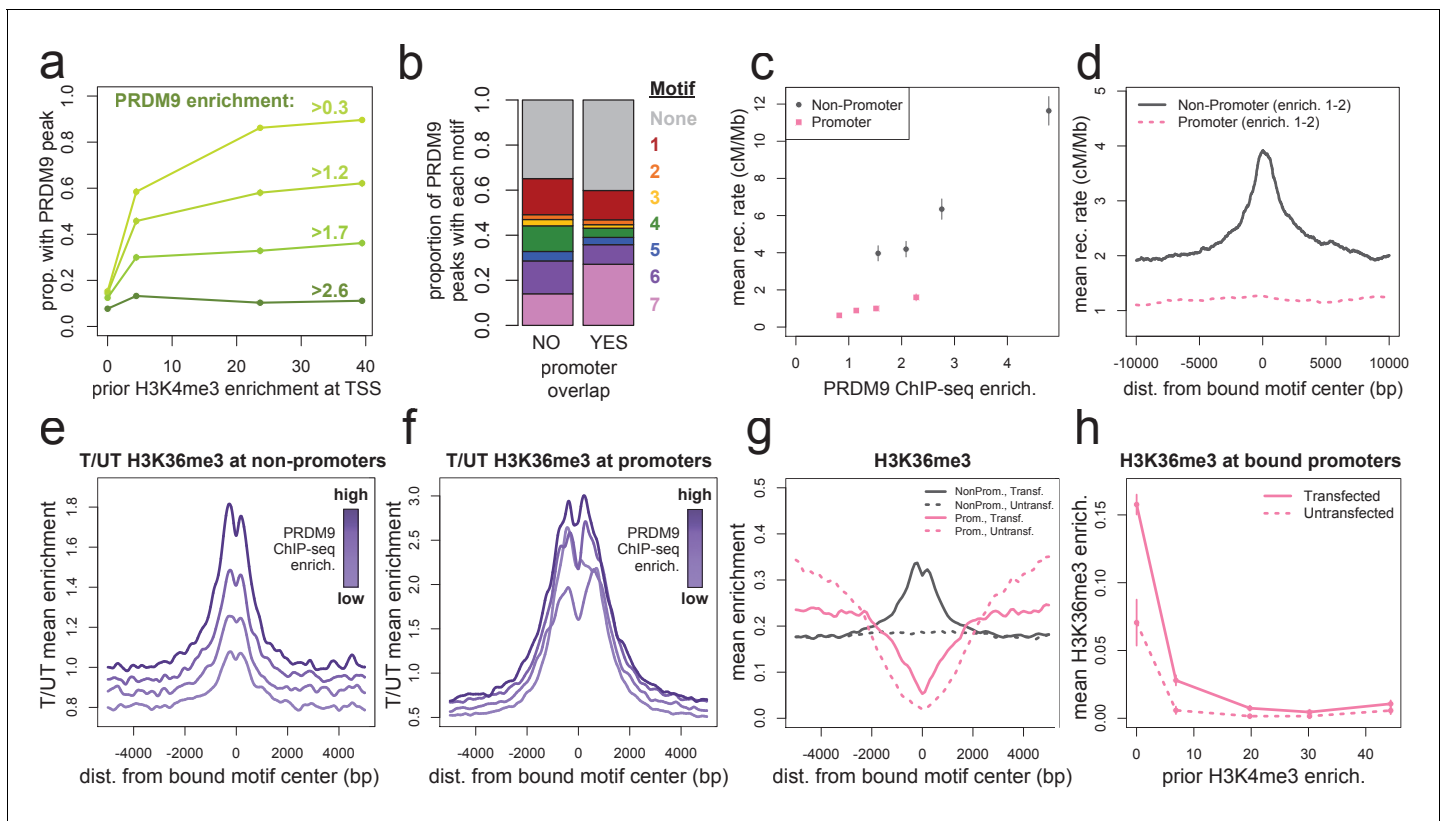 a
PRDM9 enrichment:
>0.3
>1.2
>1.7
>2.6
prop. with PRDM9 peak
0.0 0.2 0.4 0.6 0.8 1.0
0 10 20 30 40
prior H3K4me3 enrichment at TSS
b
proportion of PRDM9
peaks with each motif
0.0 0.2 0.4 0.6 0.8 1.0
NO YES
promoter
overlap
Motif
None
1
2
3
4
5
6
7
c
Non-Promoter
Promoter
mean rec. rate (cM/Mb)
0 2 4 6 8 10 12
0 1 2 3 4
PRDM9 ChIP-seq enrich.
d
Non-Promoter (enrich. 1-2)
Promoter (enrich. 1-2)
mean rec. rate (cM/Mb)
1 2 3 4 5
-10000 -5000 0 5000 10000
dist. from bound motif center (bp)
e
T/UT H3K36me3 at non-promoters
high
PRDM9
ChIP-seq
enrich.
low
T/UT mean enrichment
0.8 1.0 1.2 1.4 1.6 1.8
-4000 -2000 0 2000 4000
dist. from bound motif center (bp)
f
T/UT H3K36me3 at promoters
high
PRDM9
ChIP-seq
enrich.
low
T/UT mean enrichment
0.5 1.0 1.5 2.0 2.5 3.0
-4000 -2000 0 2000 4000
dist. from bound motif center (bp)
g
H3K36me3
NonProm., Transf.
NonProm., Untransf.
Prom., Transf.
Prom., Untransf.
mean enrichment
0.0 0.1 0.2 0.3 0.4 0.5
-4000 -2000 0 2000 4000
dist. from bound motif center (bp)
h
H3K36me3 at bound promoters
Transfected
Untransfected
mean H3K36me3 enrich.
0.00 0.05 0.10 0.15
0 10 20 30 40
prior H3K4me3 enrich.